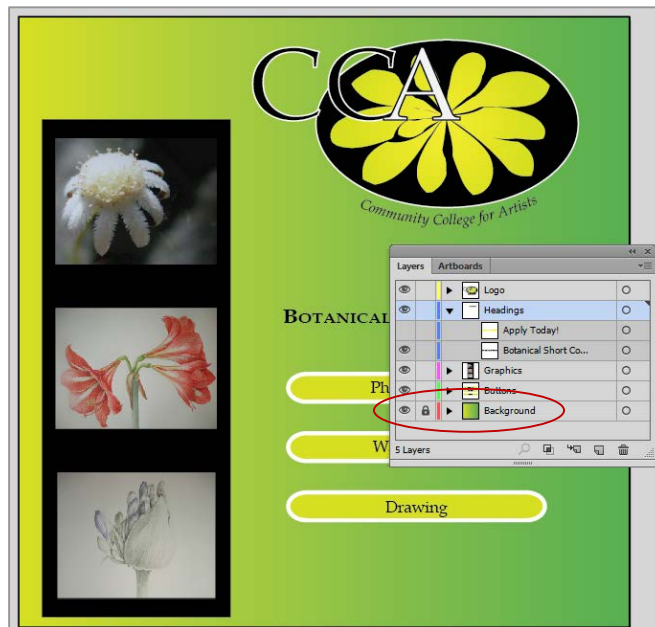 CCA
Community College for Artists
Layers Artboards
Logo
Headings
BOTANICAL
Apply Today!
Botanical Short Co...
Graphics
Ph
Buttons
Background
W
5 Layers
Drawing